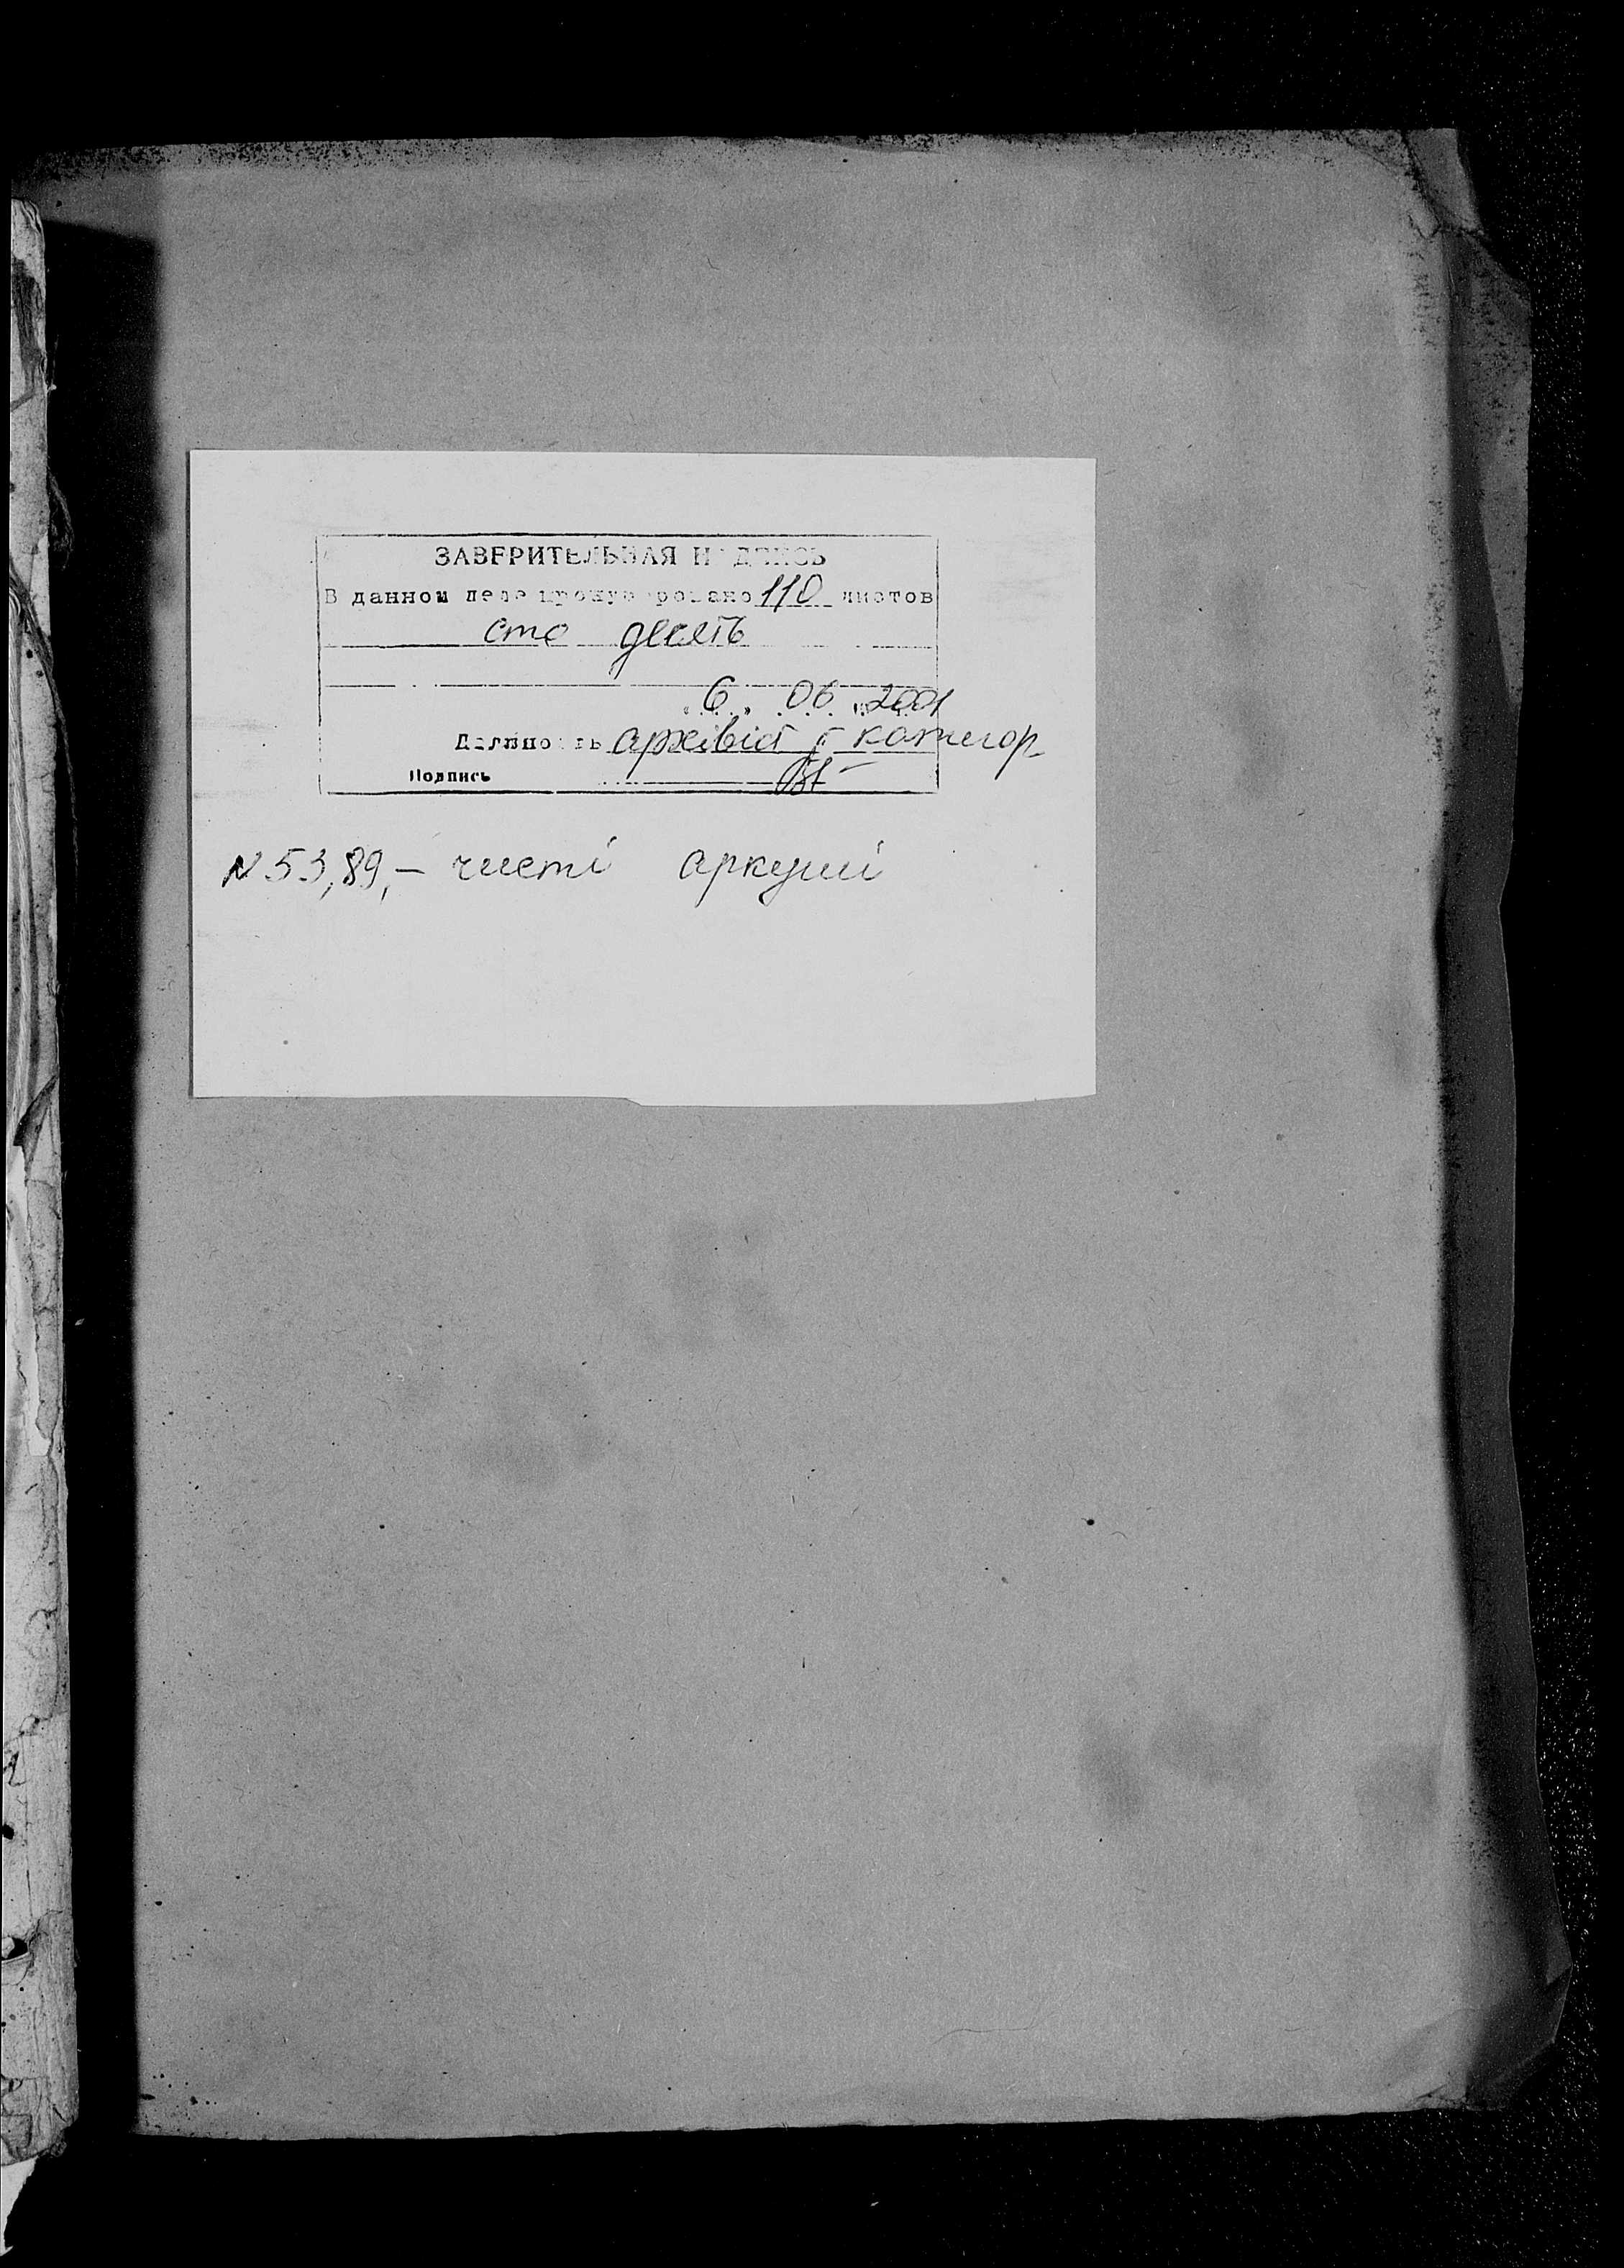 ЗАВЕРИТЕЛЬНАЯ НАДПИСЬ
В данном деле пронумеровано 110 листов
сто десять
"6" 06 2001
Должность архівіст I категор
Подпись
N 53, 89, – чисті аркуші